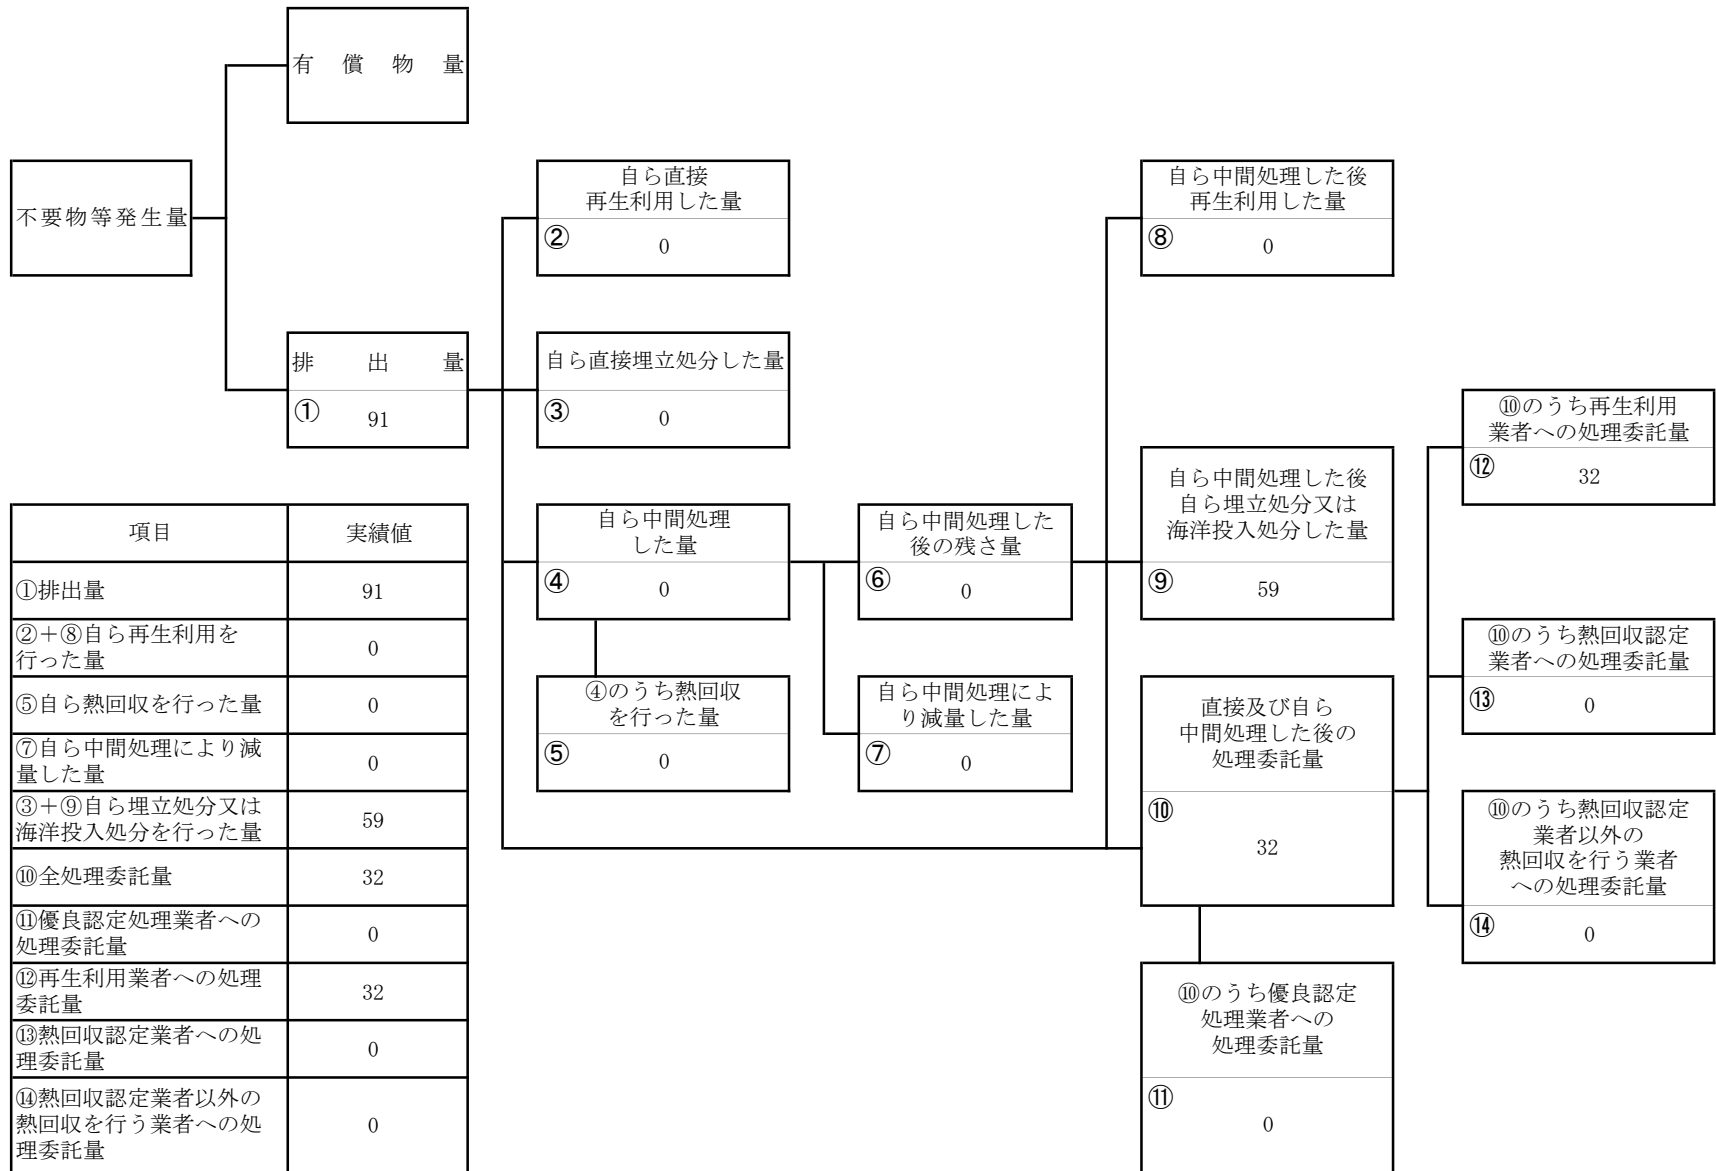 有償物量
不要物等発生量
排出量
①
91
自ら直接
再生利用した量
②
0
自ら直接埋立処分した量
③
0
自ら中間処理
した量
④
0
④のうち熱回収
を行った量
⑤
0
自ら中間処理した
後の残さ量
⑥
0
自ら中間処理によ
り減量した量
⑦
0
自ら中間処理した後
再生利用した量
⑧
0
自ら中間処理した後
自ら埋立処分又は
海洋投入処分した量
⑨
59
直接及び自ら
中間処理した後の
処理委託量
⑩
32
⑩のうち優良認定
処理業者への
処理委託量
⑪
0
⑩のうち再生利用
業者への処理委託量
⑫
32
⑩のうち熱回収認定
業者への処理委託量
⑬
0
⑩のうち熱回収認定
業者以外の
熱回収を行う業者
への処理委託量
⑭
0
項目 実績値
①排出量 91
②＋⑧自ら再生利用を
行った量 0
⑤自ら熱回収を行った量 0
⑦自ら中間処理により減
量した量 0
③＋⑨自ら埋立処分又は
海洋投入処分を行った量 59
⑩全処理委託量 32
⑪優良認定処理業者への
処理委託量 0
⑫再生利用業者への処理
委託量 32
⑬熱回収認定業者への処
理委託量 0
⑭熱回収認定業者以外の
熱回収を行う業者への処
理委託量 0